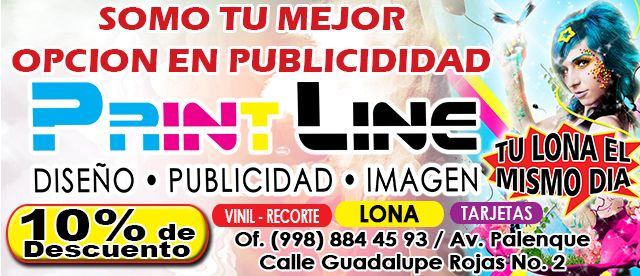 SOMO TU MEJOR
OPCION EN PUBLICIDIDAD
PRINT LINE
DISEÑO • PUBLICIDAD • IMAGEN
TU LONA EL
MISMO DIA
10% de
Descuento
VINIL - RECORTE LONA TARJETAS
Of. (998) 884 45 93 / Av. Palenque
Calle Guadalupe Rojas No. 2